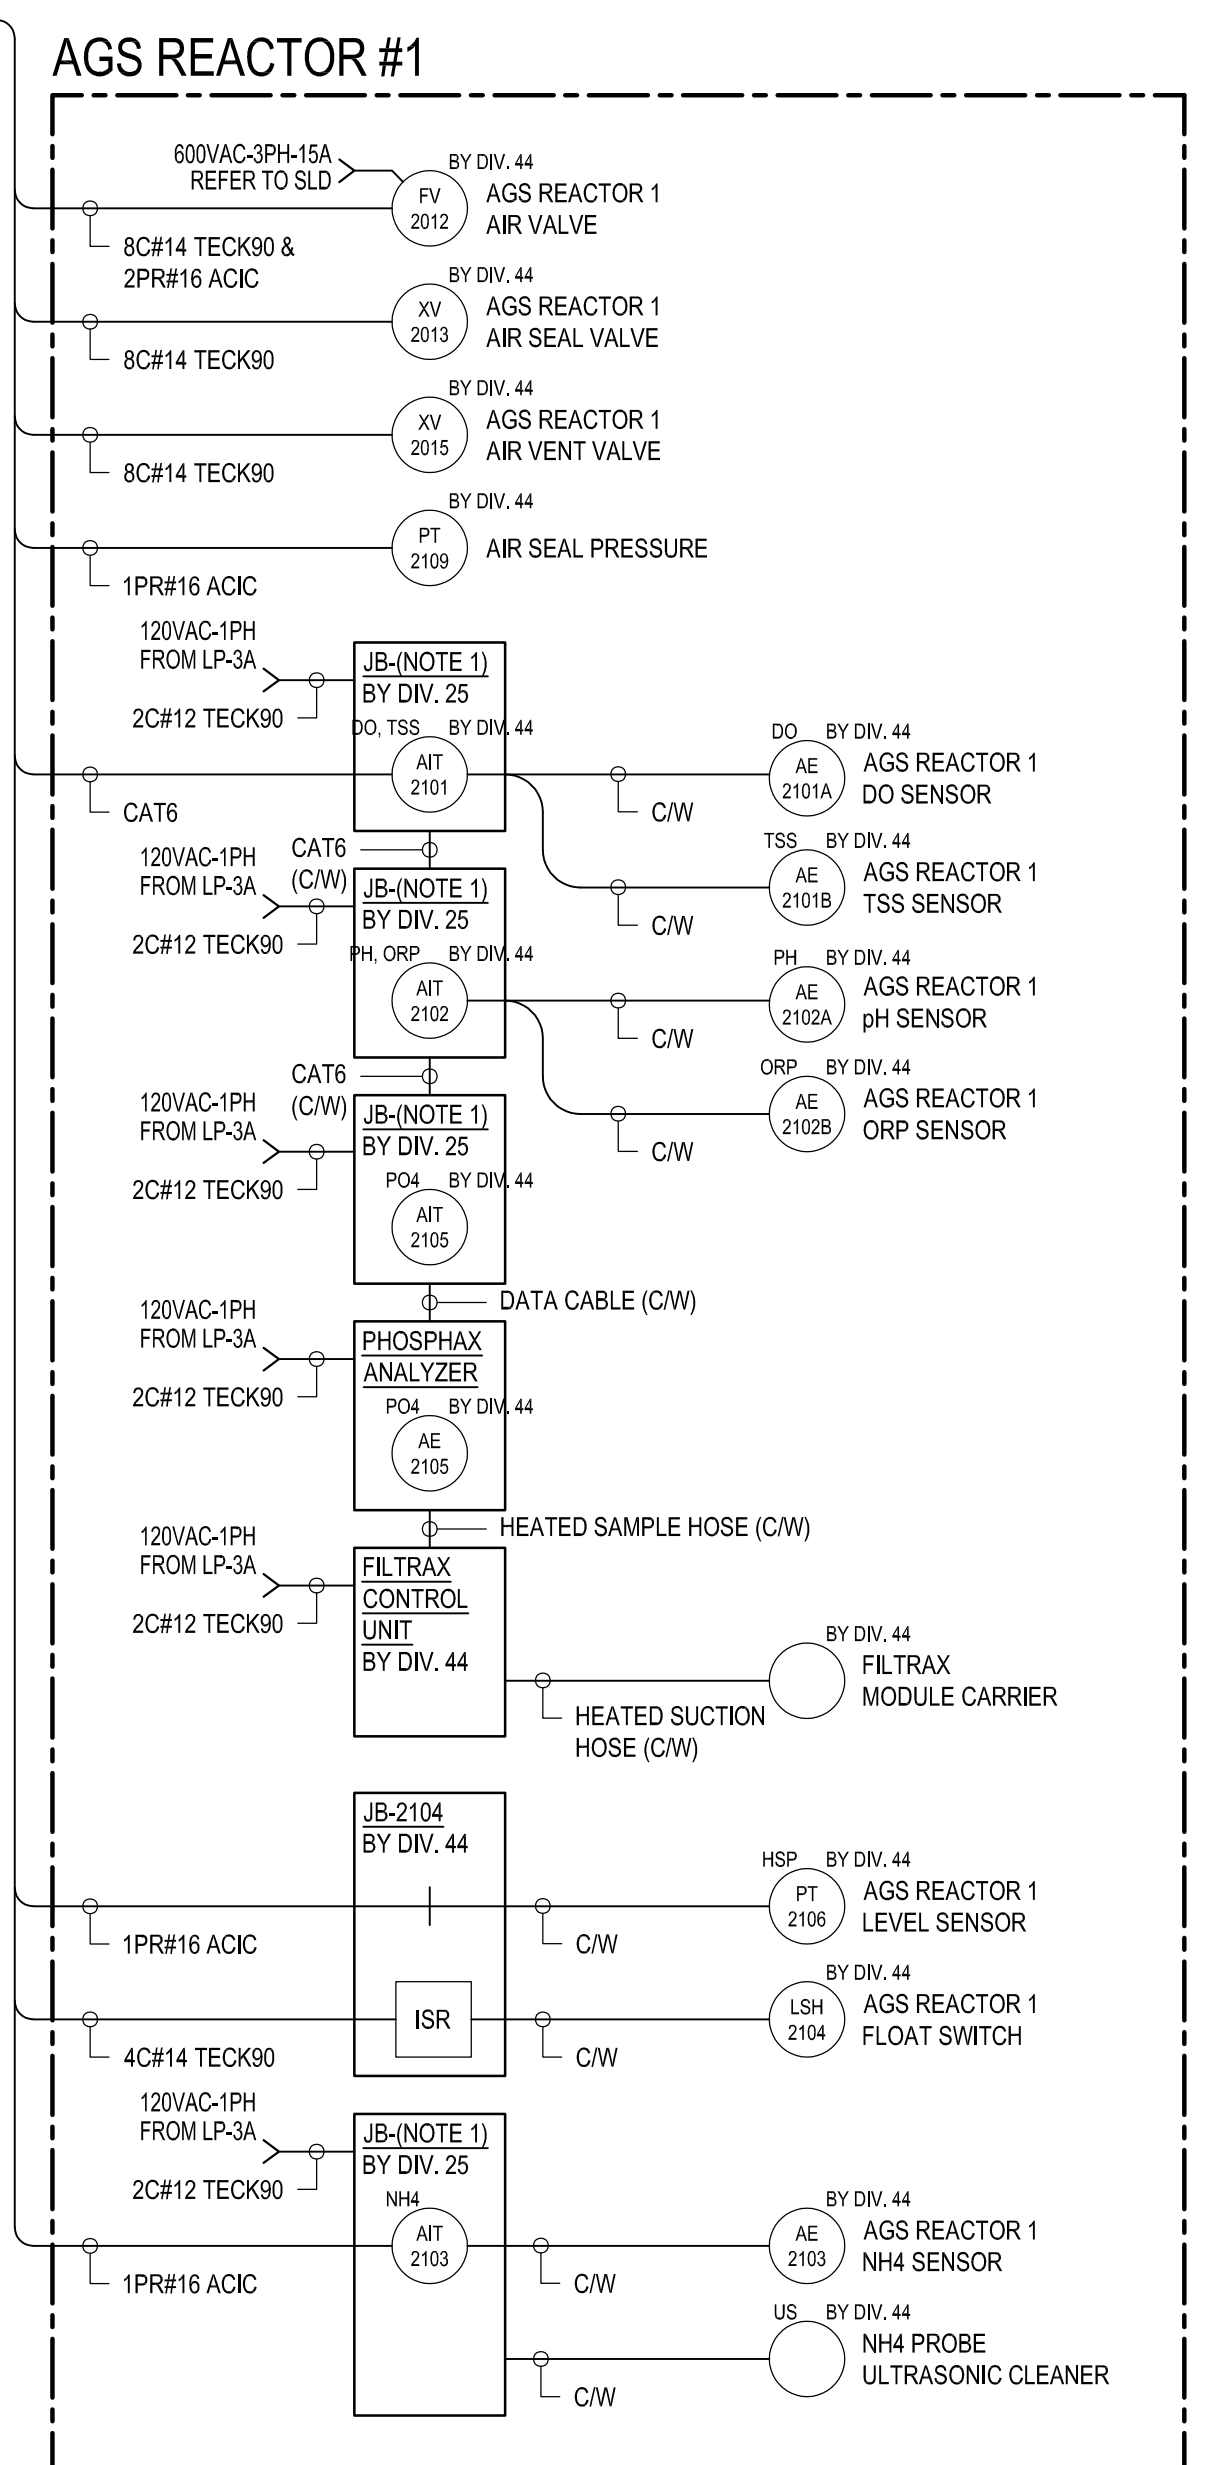 AGS REACTOR #1
600VAC-3PH-15A
REFER TO SLD
BY DIV. 44
FV
2012
AGS REACTOR 1
AIR VALVE
8C#14 TECK90 &
2PR#16 ACIC
BY DIV. 44
XV
2013
AGS REACTOR 1
AIR SEAL VALVE
8C#14 TECK90
BY DIV. 44
XV
2015
AGS REACTOR 1
AIR VENT VALVE
8C#14 TECK90
BY DIV. 44
PT
2109
AIR SEAL PRESSURE
1PR#16 ACIC
120VAC-1PH
FROM LP-3A
2C#12 TECK90
JB-(NOTE 1)
BY DIV. 25
DO, TSS BY DIV. 44
AIT
2101
CAT6
C/W
DO BY DIV. 44
AE
2101A
AGS REACTOR 1
DO SENSOR
C/W
TSS BY DIV. 44
AE
2101B
AGS REACTOR 1
TSS SENSOR
CAT6
(C/W)
120VAC-1PH
FROM LP-3A
2C#12 TECK90
JB-(NOTE 1)
BY DIV. 25
PH, ORP BY DIV. 44
AIT
2102
C/W
PH BY DIV. 44
AE
2102A
AGS REACTOR 1
pH SENSOR
C/W
ORP BY DIV. 44
AE
2102B
AGS REACTOR 1
ORP SENSOR
CAT6
(C/W)
120VAC-1PH
FROM LP-3A
2C#12 TECK90
JB-(NOTE 1)
BY DIV. 25
PO4 BY DIV. 44
AIT
2105
DATA CABLE (C/W)
120VAC-1PH
FROM LP-3A
2C#12 TECK90
PHOSPHAX
ANALYZER
PO4 BY DIV. 44
AE
2105
HEATED SAMPLE HOSE (C/W)
120VAC-1PH
FROM LP-3A
2C#12 TECK90
FILTRAX
CONTROL
UNIT
BY DIV. 44
HEATED SUCTION
HOSE (C/W)
BY DIV. 44
FILTRAX
MODULE CARRIER
JB-2104
BY DIV. 44
1PR#16 ACIC
C/W
HSP BY DIV. 44
PT
2106
AGS REACTOR 1
LEVEL SENSOR
4C#14 TECK90
ISR
C/W
BY DIV. 44
LSH
2104
AGS REACTOR 1
FLOAT SWITCH
120VAC-1PH
FROM LP-3A
2C#12 TECK90
JB-(NOTE 1)
BY DIV. 25
NH4
AIT
2103
1PR#16 ACIC
C/W
BY DIV. 44
AE
2103
AGS REACTOR 1
NH4 SENSOR
C/W
US BY DIV. 44
NH4 PROBE
ULTRASONIC CLEANER